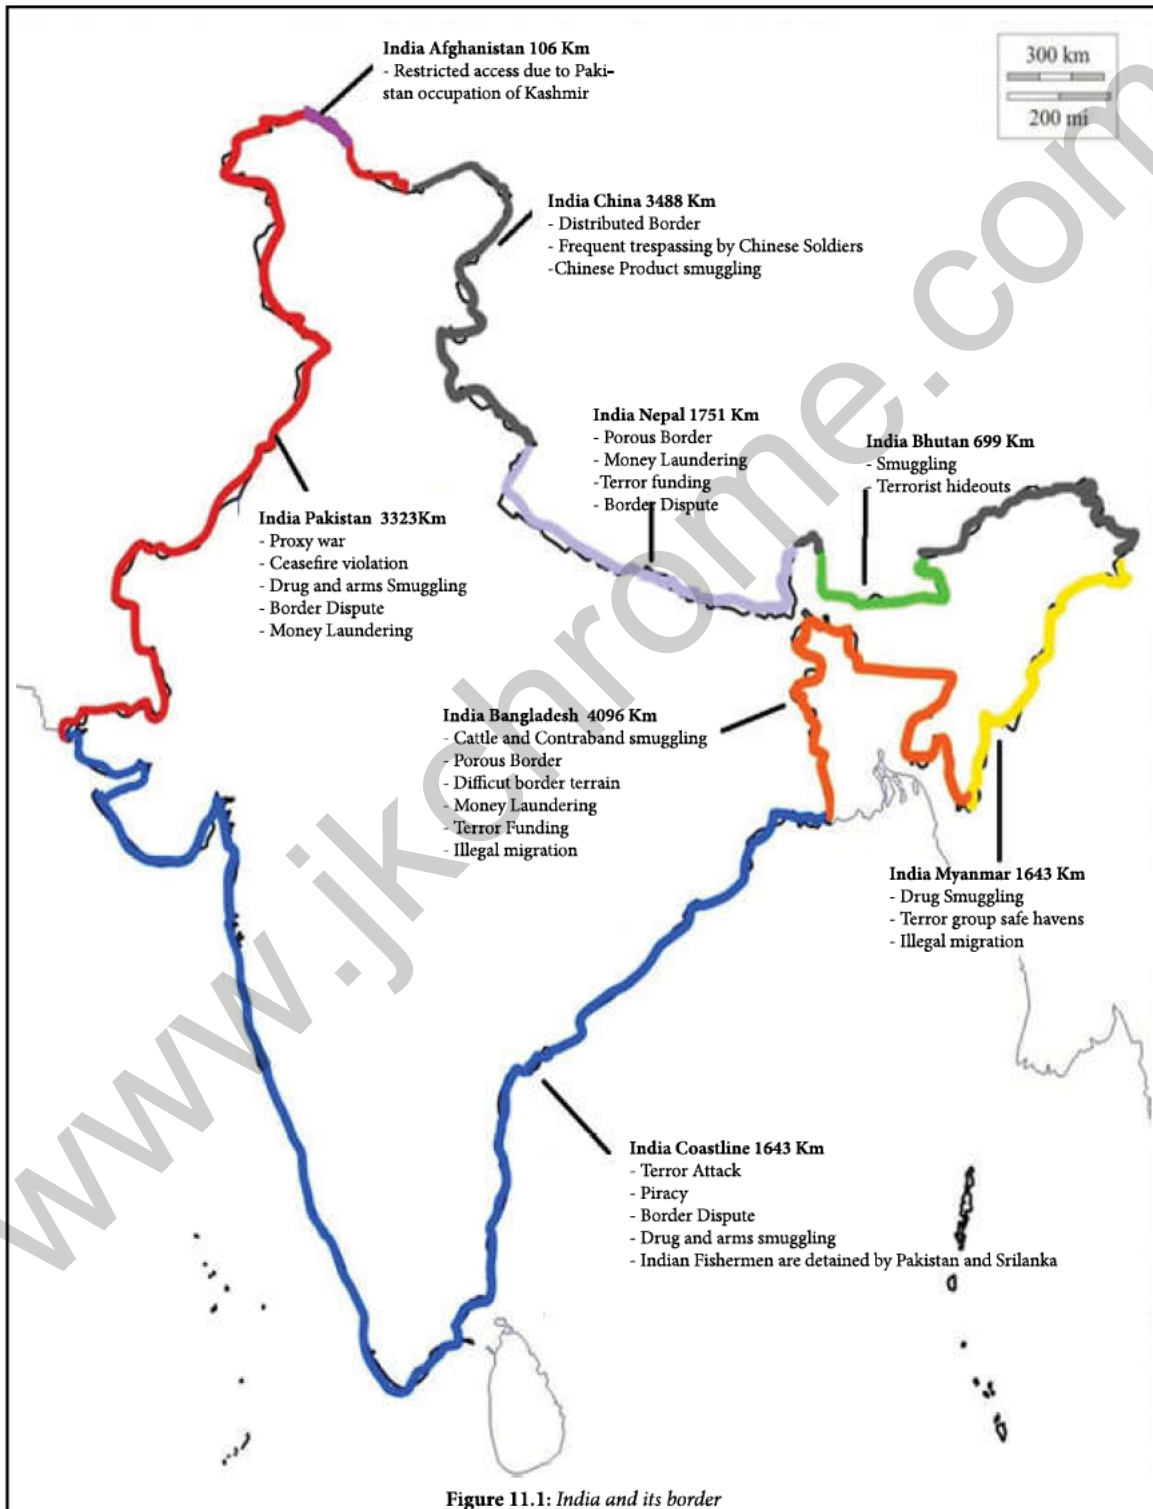 India Afghanistan 106 Km
- Restricted access due to Paki-
stan occupation of Kashmir
300 km
200 mi
India China 3488 Km
- Distributed Border
- Frequent trespassing by Chinese Soldiers
-Chinese Product smuggling
India Nepal 1751 Km
- Porous Border
- Money Laundering
-Terror funding
- Border Dispute
India Bhutan 699 Km
- Smuggling
- Terrorist hideouts
India Pakistan 3323Km
- Proxy war
- Ceasefire violation
- Drug and arms Smuggling
- Border Dispute
- Money Laundering
India Bangladesh 4096 Km
- Cattle and Contraband smuggling
- Porous Border
- Difficut border terrain
- Money Laundering
- Terror Funding
- Illegal migration
India Myanmar 1643 Km
- Drug Smuggling
- Terror group safe havens
- Illegal migration
India Coastline 1643 Km
- Terror Attack
- Piracy
- Border Dispute
- Drug and arms smuggling
- Indian Fishermen are detained by Pakistan and Srilanka
Figure 11.1: India and its border
www.jkchrome.com